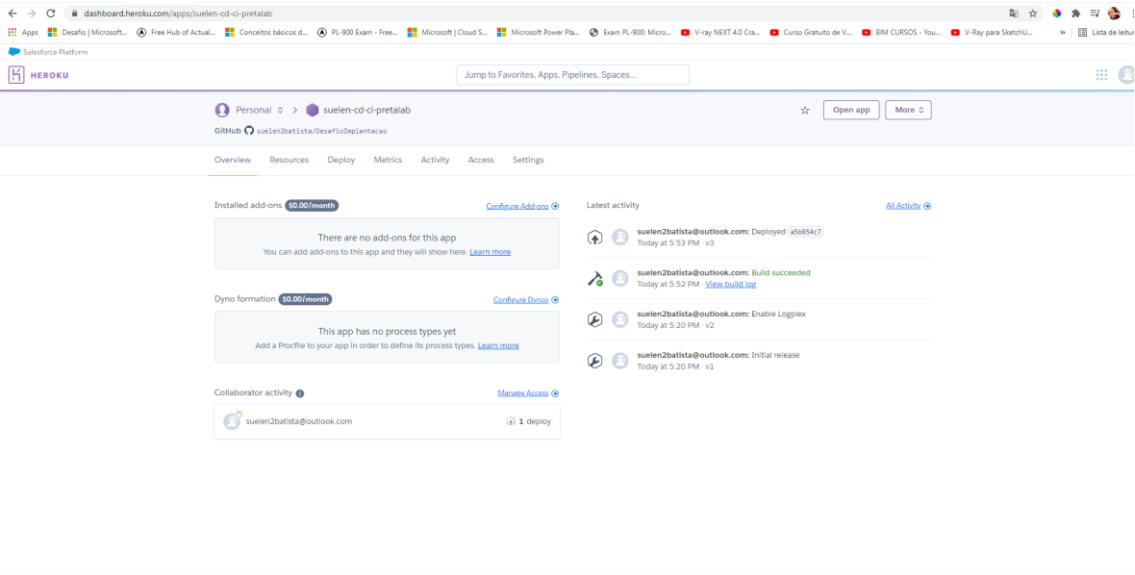 dashboard.heroku.com/apps/suelen-cd-ci-pretalab
Apps Desafio | Microsoft... Free Hub of Actual... Conceitos básicos d... PL-900 Exam - Free... Microsoft | Cloud S... Microsoft Power Pla... Exam PL-900: Micro... V-ray NEXT 4.0 Cra... Curso Gratuito de V... BIM CURSOS - You... V-Ray para SketchU... » Lista de leitur
Salesforce Platform
HEROKU
Jump to Favorites, Apps, Pipelines, Spaces...
Personal > suelen-cd-ci-pretalab
Open app
More
GitHub suelen2batista/DesafioImplantacao
Overview Resources Deploy Metrics Activity Access Settings
Installed add-ons $0.00/month
Configure Add-ons
There are no add-ons for this app
You can add add-ons to this app and they will show here. Learn more
Dyno formation $0.00/month
Configure Dynos
This app has no process types yet
Add a Procfile to your app in order to define its process types. Learn more
Collaborator activity
Manage Access
suelen2batista@outlook.com
1 deploy
Latest activity
All Activity
suelen2batista@outlook.com: Deployed a5b854c7
Today at 5:53 PM · v3
suelen2batista@outlook.com: Build succeeded
Today at 5:52 PM · View build log
suelen2batista@outlook.com: Enable Logplex
Today at 5:20 PM · v2
suelen2batista@outlook.com: Initial release
Today at 5:20 PM · v1